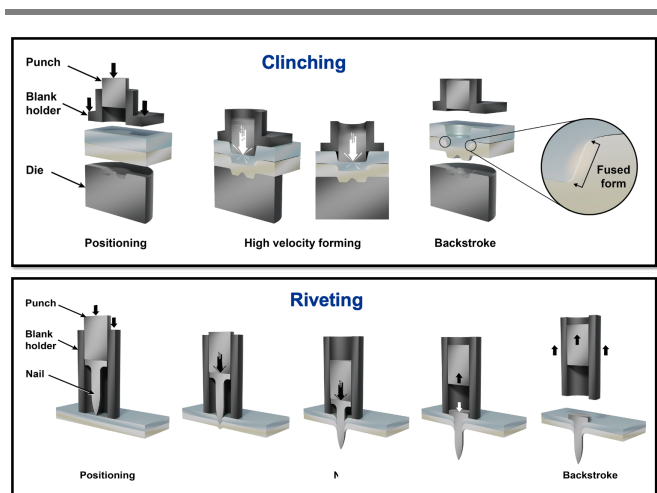 Clinching
Punch
Blank
holder
Die
Fused
form
Positioning
High velocity forming
Backstroke
Riveting
Punch
Blank
holder
Nail
Positioning
Backstroke